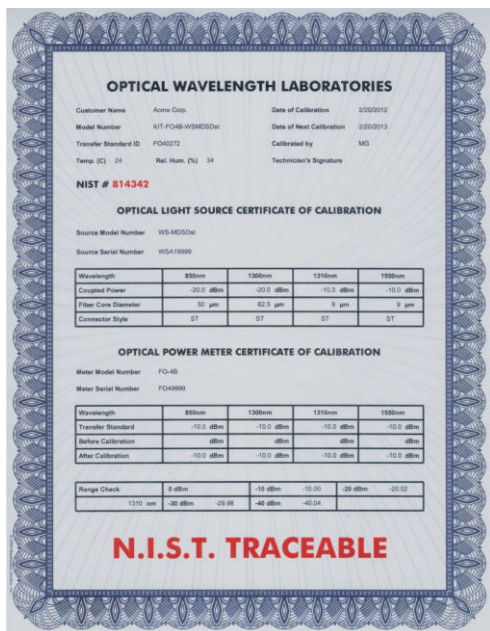 OPTICAL WAVELENGTH LABORATORIES
Customer Name Acme Corp. Date of Calibration 2/20/2012
Model Number KIT-FO4B-WSMDSDst Date of Next Calibration 2/20/2013
Transfer Standard ID FO40272 Calibrated by MG
Temp. (C) 24 Rel. Hum. (%) 34 Technician's Signature
NIST # 814342
OPTICAL LIGHT SOURCE CERTIFICATE OF CALIBRATION
Source Model Number WS-MDSDst
Source Serial Number WSA19999
Wavelength 850nm 1300nm 1310nm 1550nm
Coupled Power -20.0 dBm -20.0 dBm -10.0 dBm -10.0 dBm
Fiber Core Diameter 50 µm 62.5 µm 9 µm 9 µm
Connector Style ST ST ST ST
OPTICAL POWER METER CERTIFICATE OF CALIBRATION
Meter Model Number FO-4B
Meter Serial Number FO49999
Wavelength 850nm 1300nm 1310nm 1550nm
Transfer Standard -10.0 dBm -10.0 dBm -10.0 dBm -10.0 dBm
Before Calibration dBm dBm dBm dBm
After Calibration -10.0 dBm -10.0 dBm -10.0 dBm -10.0 dBm
Range Check 0 dBm -10 dBm -10.00 -20 dBm -20.02
1310 nm -30 dBm -29.98 -40 dBm -40.04
N.I.S.T. TRACEABLE